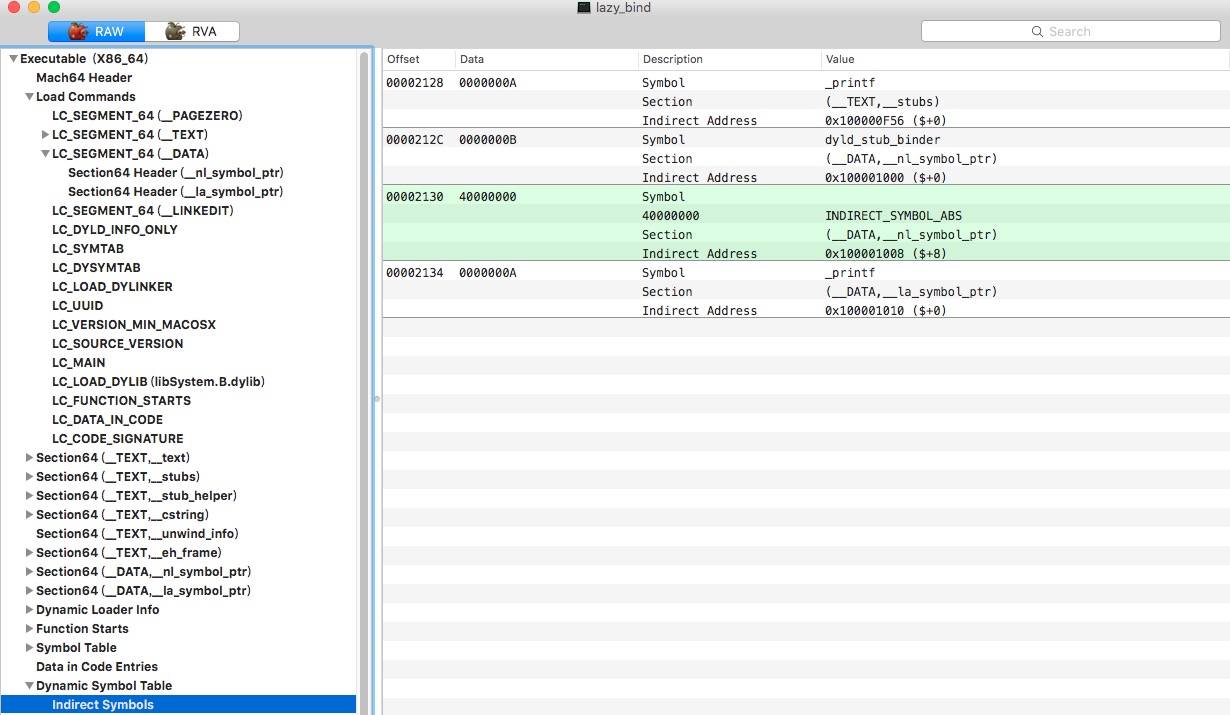 lazy_bind
RAW RVA Search
Executable (X86_64)
Mach64 Header
Load Commands
LC_SEGMENT_64 (__PAGEZERO)
LC_SEGMENT_64 (__TEXT)
LC_SEGMENT_64 (__DATA)
Section64 Header (__nl_symbol_ptr)
Section64 Header (__la_symbol_ptr)
LC_SEGMENT_64 (__LINKEDIT)
LC_DYLD_INFO_ONLY
LC_SYMTAB
LC_DYSYMTAB
LC_LOAD_DYLINKER
LC_UUID
LC_VERSION_MIN_MACOSX
LC_SOURCE_VERSION
LC_MAIN
LC_LOAD_DYLIB (libSystem.B.dylib)
LC_FUNCTION_STARTS
LC_DATA_IN_CODE
LC_CODE_SIGNATURE
Section64 (__TEXT,__text)
Section64 (__TEXT,__stubs)
Section64 (__TEXT,__stub_helper)
Section64 (__TEXT,__cstring)
Section64 (__TEXT,__unwind_info)
Section64 (__TEXT,__eh_frame)
Section64 (__DATA,__nl_symbol_ptr)
Section64 (__DATA,__la_symbol_ptr)
Dynamic Loader Info
Function Starts
Symbol Table
Data in Code Entries
Dynamic Symbol Table
Indirect Symbols
Offset Data Description Value
00002128 0000000A Symbol _printf
Section (__TEXT,__stubs)
Indirect Address 0x100000F56 ($+0)
0000212C 0000000B Symbol dyld_stub_binder
Section (__DATA,__nl_symbol_ptr)
Indirect Address 0x100001000 ($+0)
00002130 40000000 Symbol
40000000 INDIRECT_SYMBOL_ABS
Section (__DATA,__nl_symbol_ptr)
Indirect Address 0x100001008 ($+8)
00002134 0000000A Symbol _printf
Section (__DATA,__la_symbol_ptr)
Indirect Address 0x100001010 ($+0)